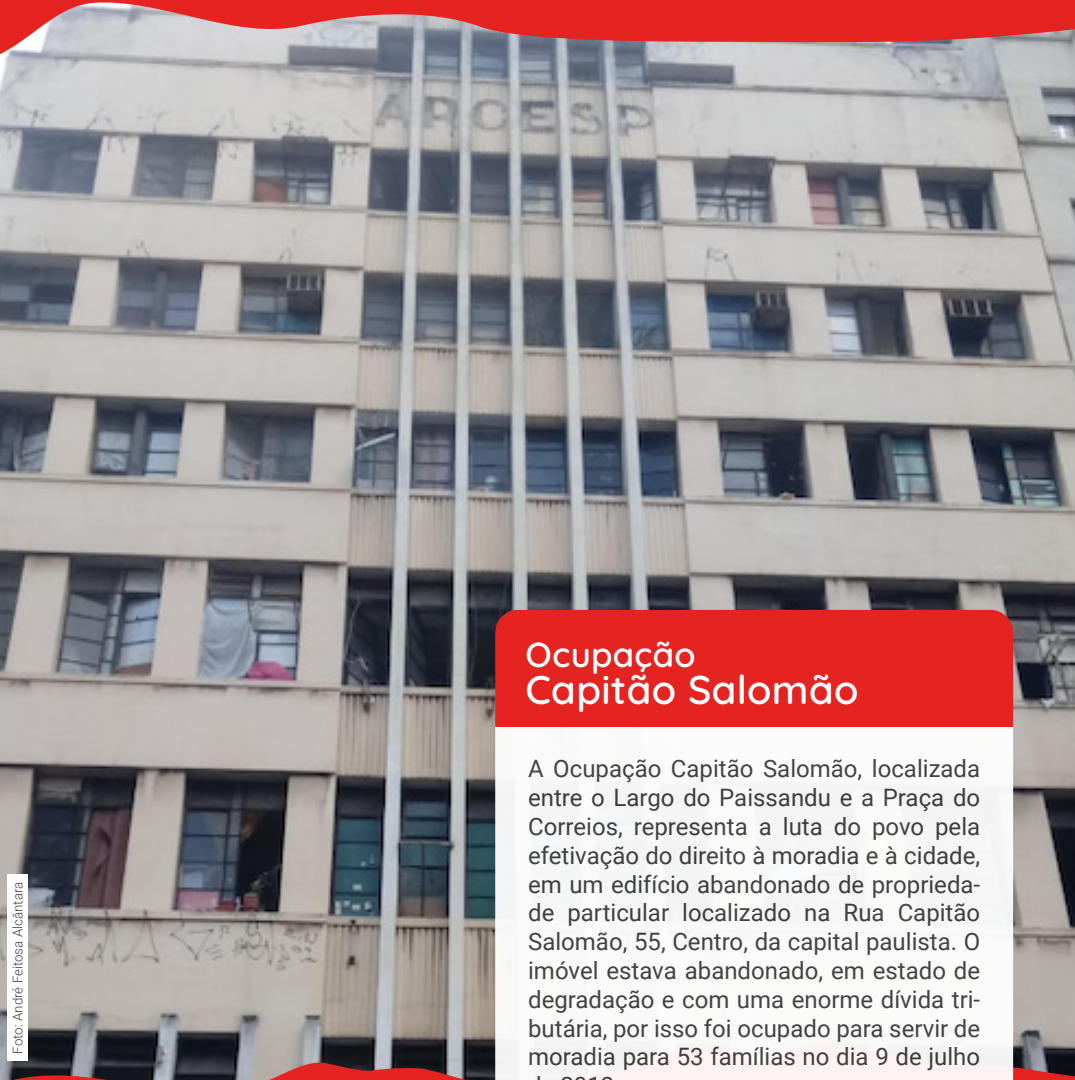 ARCESP
Ocupação
Capitão Salomão
A Ocupação Capitão Salomão, localizada
entre o Largo do Paissandu e a Praça do
Correios, representa a luta do povo pela
efetivação do direito à moradia e à cidade,
em um edifício abandonado de proprieda-
de particular localizado na Rua Capitão
Salomão, 55, Centro, da capital paulista. O
imóvel estava abandonado, em estado de
degradação e com uma enorme dívida tri-
butária, por isso foi ocupado para servir de
moradia para 53 famílias no dia 9 de julho
Foto: André Feitosa Alcântara